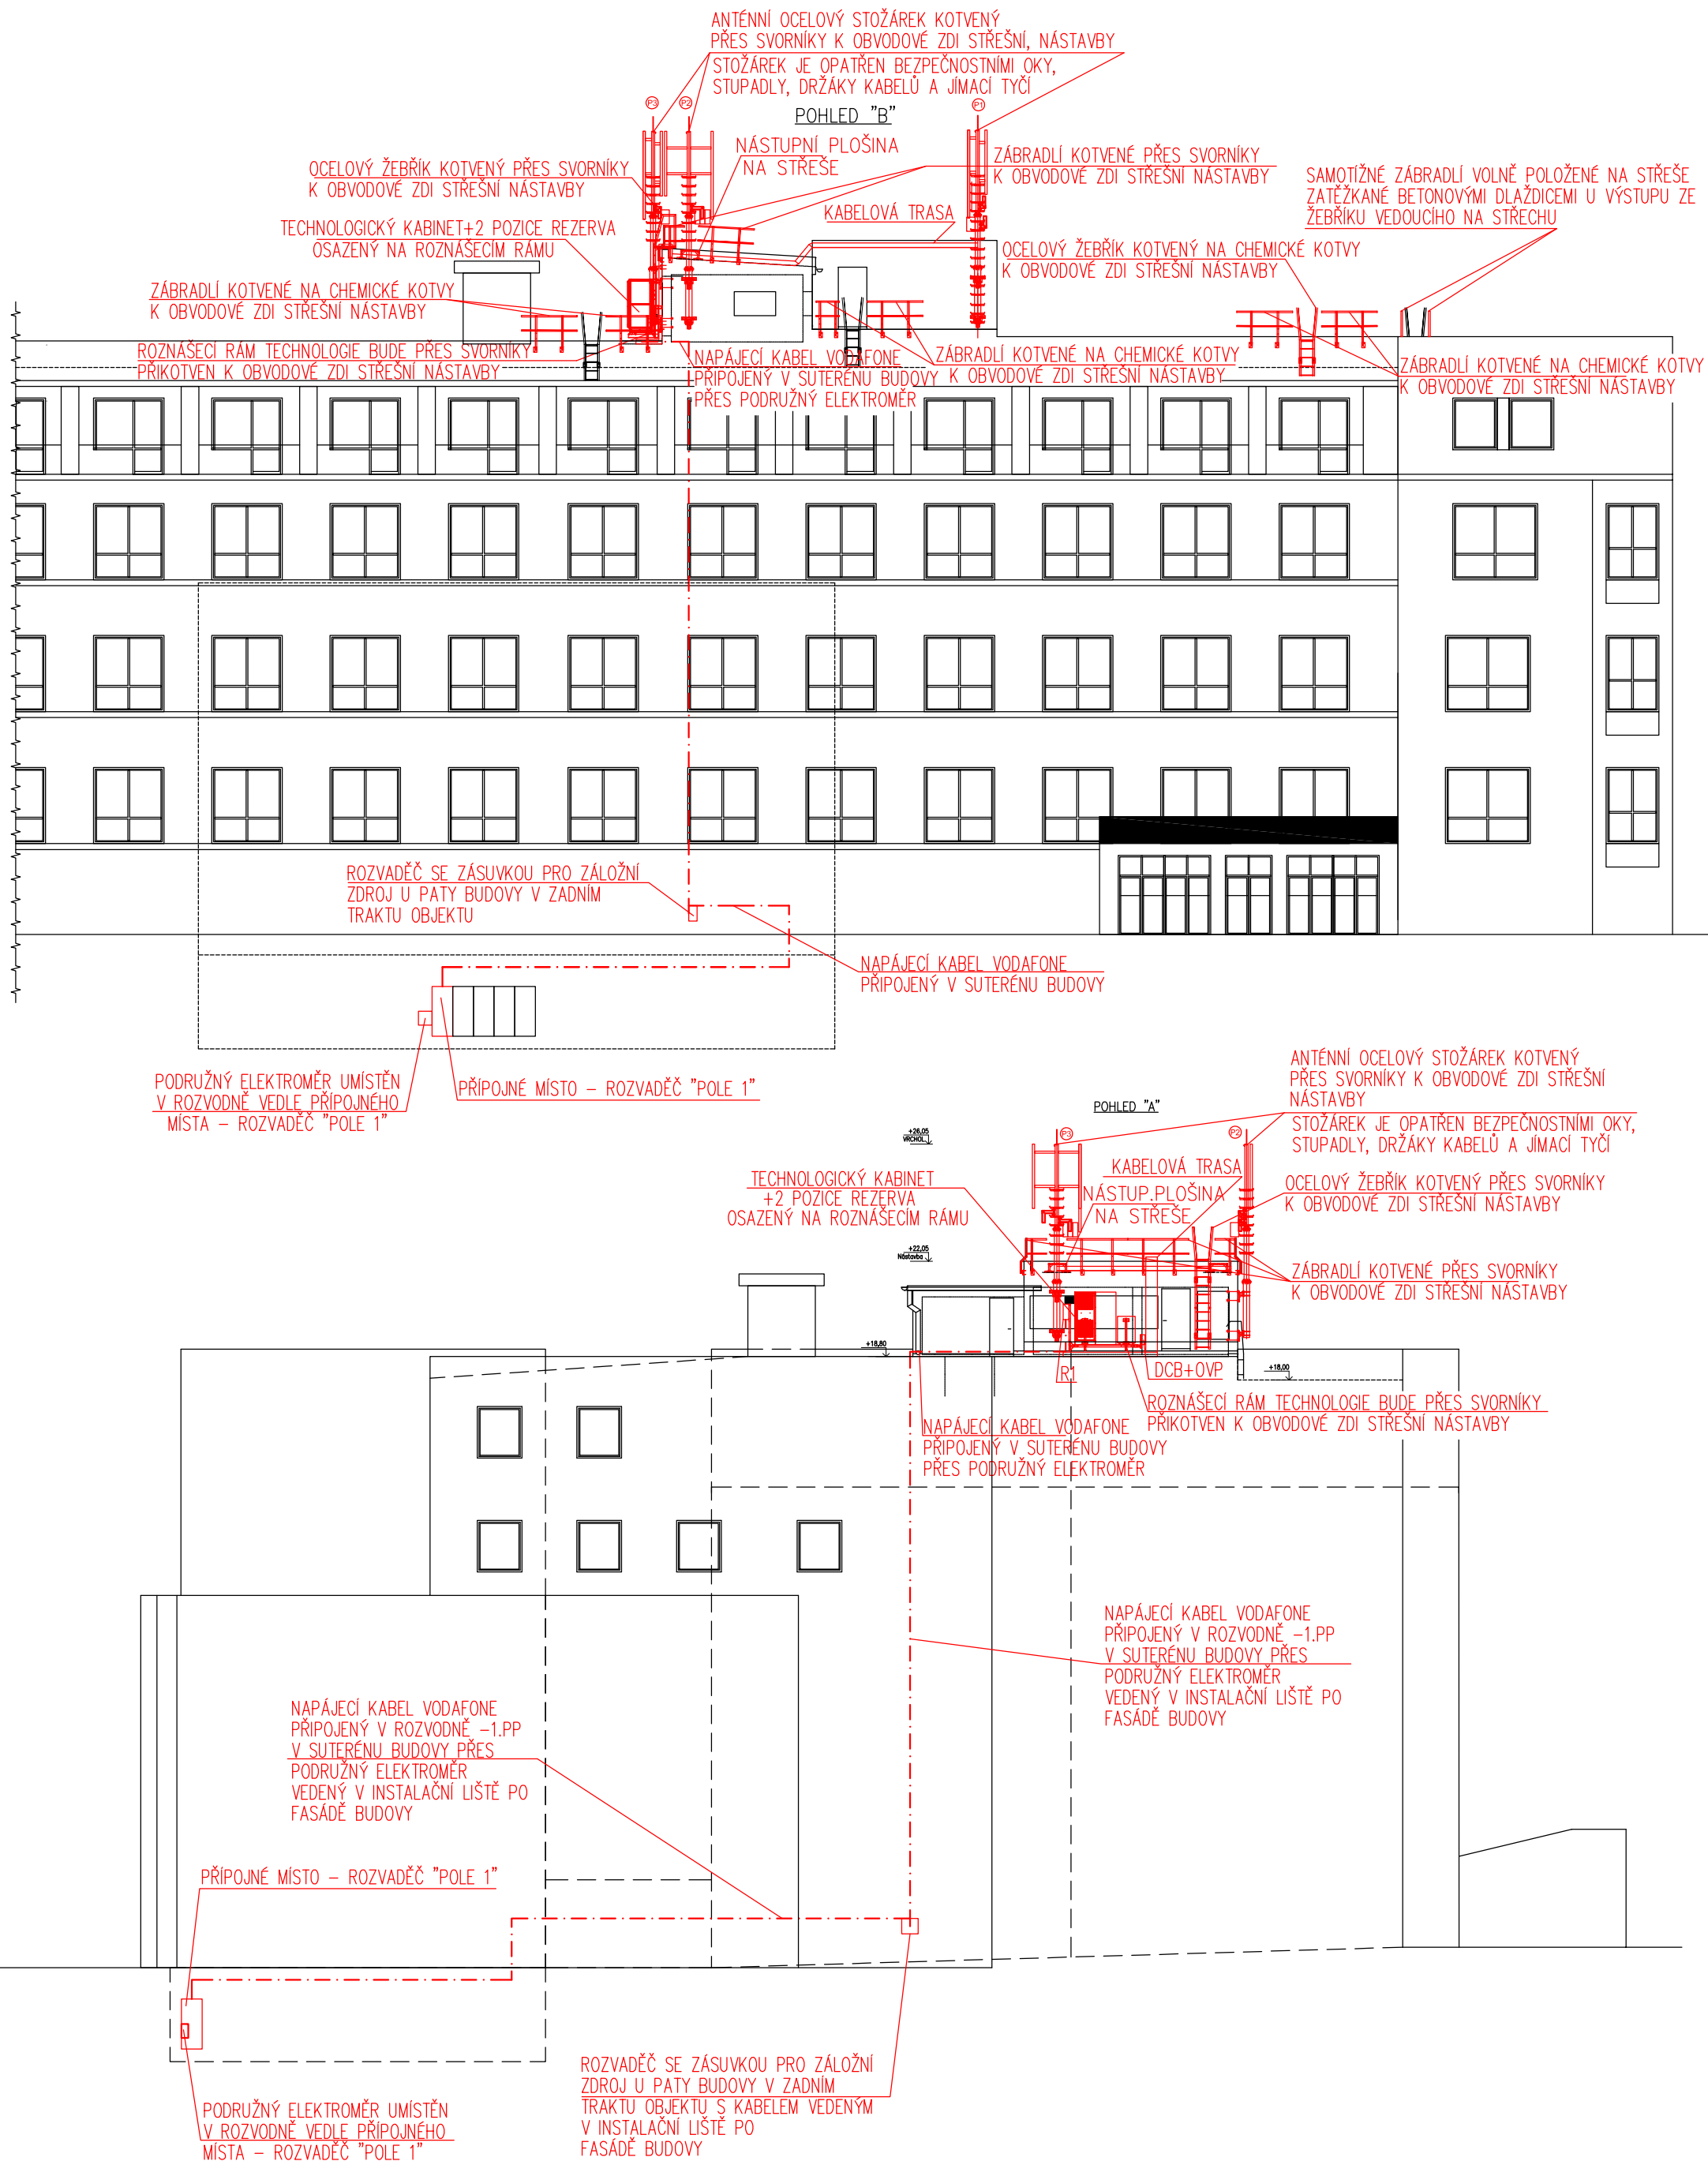 ANTÉNNÍ OCELOVÝ STOŽÁREK KOTVENÝ
PŘES SVORNÍKY K OBVODOVÉ ZDI STŘEŠNÍ, NÁSTAVBY
STOŽÁREK JE OPATŘEN BEZPEČNOSTNÍMI OKY,
STUPADLY, DRŽÁKY KABELŮ A JÍMACÍ TYČÍ
P3
P2
P1
POHLED "B"
NÁSTUPNÍ PLOŠINA
NA STŘEŠE
OCELOVÝ ŽEBŘÍK KOTVENÝ PŘES SVORNÍKY
K OBVODOVÉ ZDI STŘEŠNÍ NÁSTAVBY
ZÁBRADLÍ KOTVENÉ PŘES SVORNÍKY
K OBVODOVÉ ZDI STŘEŠNÍ NÁSTAVBY
SAMOTÍŽNÉ ZÁBRADLÍ VOLNĚ POLOŽENÉ NA STŘEŠE
ZATĚŽKANÉ BETONOVÝMI DLAŽDICEMI U VÝSTUPU ZE
ŽEBŘÍKU VEDOUCÍHO NA STŘECHU
TECHNOLOGICKÝ KABINET+2 POZICE REZERVA
OSAZENÝ NA ROZNÁŠECÍM RÁMU
KABELOVÁ TRASA
OCELOVÝ ŽEBŘÍK KOTVENÝ NA CHEMICKÉ KOTVY
K OBVODOVÉ ZDI STŘEŠNÍ NÁSTAVBY
ZÁBRADLÍ KOTVENÉ NA CHEMICKÉ KOTVY
K OBVODOVÉ ZDI STŘEŠNÍ NÁSTAVBY
ROZNÁŠECÍ RÁM TECHNOLOGIE BUDE PŘES SVORNÍKY
PŘIKOTVEN K OBVODOVÉ ZDI STŘEŠNÍ NÁSTAVBY
NAPÁJECÍ KABEL VODAFONE
PŘIPOJENÝ V SUTERÉNU BUDOVY
PŘES PODRUŽNÝ ELEKTROMĚR
ZÁBRADLÍ KOTVENÉ NA CHEMICKÉ KOTVY
K OBVODOVÉ ZDI STŘEŠNÍ NÁSTAVBY
ZÁBRADLÍ KOTVENÉ NA CHEMICKÉ KOTVY
K OBVODOVÉ ZDI STŘEŠNÍ NÁSTAVBY
ROZVADĚČ SE ZÁSUVKOU PRO ZÁLOŽNÍ
ZDROJ U PATY BUDOVY V ZADNÍM
TRAKTU OBJEKTU
NAPÁJECÍ KABEL VODAFONE
PŘIPOJENÝ V SUTERÉNU BUDOVY
PODRUŽNÝ ELEKTROMĚR UMÍSTĚN
V ROZVODNĚ VEDLE PŘÍPOJNÉHO
MÍSTA – ROZVADĚČ "POLE 1"
PŘÍPOJNÉ MÍSTO – ROZVADĚČ "POLE 1"
ANTÉNNÍ OCELOVÝ STOŽÁREK KOTVENÝ
PŘES SVORNÍKY K OBVODOVÉ ZDI STŘEŠNÍ
NÁSTAVBY
STOŽÁREK JE OPATŘEN BEZPEČNOSTNÍMI OKY,
STUPADLY, DRŽÁKY KABELŮ A JÍMACÍ TYČÍ
POHLED "A"
+26,05
VRCHOL
P3
P2
TECHNOLOGICKÝ KABINET
+2 POZICE REZERVA
OSAZENÝ NA ROZNÁŠECÍM RÁMU
KABELOVÁ TRASA
NÁSTUP.PLOŠINA
NA STŘEŠE
OCELOVÝ ŽEBŘÍK KOTVENÝ PŘES SVORNÍKY
K OBVODOVÉ ZDI STŘEŠNÍ NÁSTAVBY
+22,05
Nástavba
ZÁBRADLÍ KOTVENÉ PŘES SVORNÍKY
K OBVODOVÉ ZDI STŘEŠNÍ NÁSTAVBY
+18,80
+18,00
R1
DCB+OVP
ROZNÁŠECÍ RÁM TECHNOLOGIE BUDE PŘES SVORNÍKY
PŘIKOTVEN K OBVODOVÉ ZDI STŘEŠNÍ NÁSTAVBY
NAPÁJECÍ KABEL VODAFONE
PŘIPOJENÝ V SUTERÉNU BUDOVY
PŘES PODRUŽNÝ ELEKTROMĚR
NAPÁJECÍ KABEL VODAFONE
PŘIPOJENÝ V ROZVODNĚ –1.PP
V SUTERÉNU BUDOVY PŘES
PODRUŽNÝ ELEKTROMĚR
VEDENÝ V INSTALAČNÍ LIŠTĚ PO
FASÁDĚ BUDOVY
NAPÁJECÍ KABEL VODAFONE
PŘIPOJENÝ V ROZVODNĚ –1.PP
V SUTERÉNU BUDOVY PŘES
PODRUŽNÝ ELEKTROMĚR
VEDENÝ V INSTALAČNÍ LIŠTĚ PO
FASÁDĚ BUDOVY
PŘÍPOJNÉ MÍSTO – ROZVADĚČ "POLE 1"
ROZVADĚČ SE ZÁSUVKOU PRO ZÁLOŽNÍ
ZDROJ U PATY BUDOVY V ZADNÍM
TRAKTU OBJEKTU S KABELEM VEDENÝM
V INSTALAČNÍ LIŠTĚ PO
FASÁDĚ BUDOVY
PODRUŽNÝ ELEKTROMĚR UMÍSTĚN
V ROZVODNĚ VEDLE PŘÍPOJNÉHO
MÍSTA – ROZVADĚČ "POLE 1"